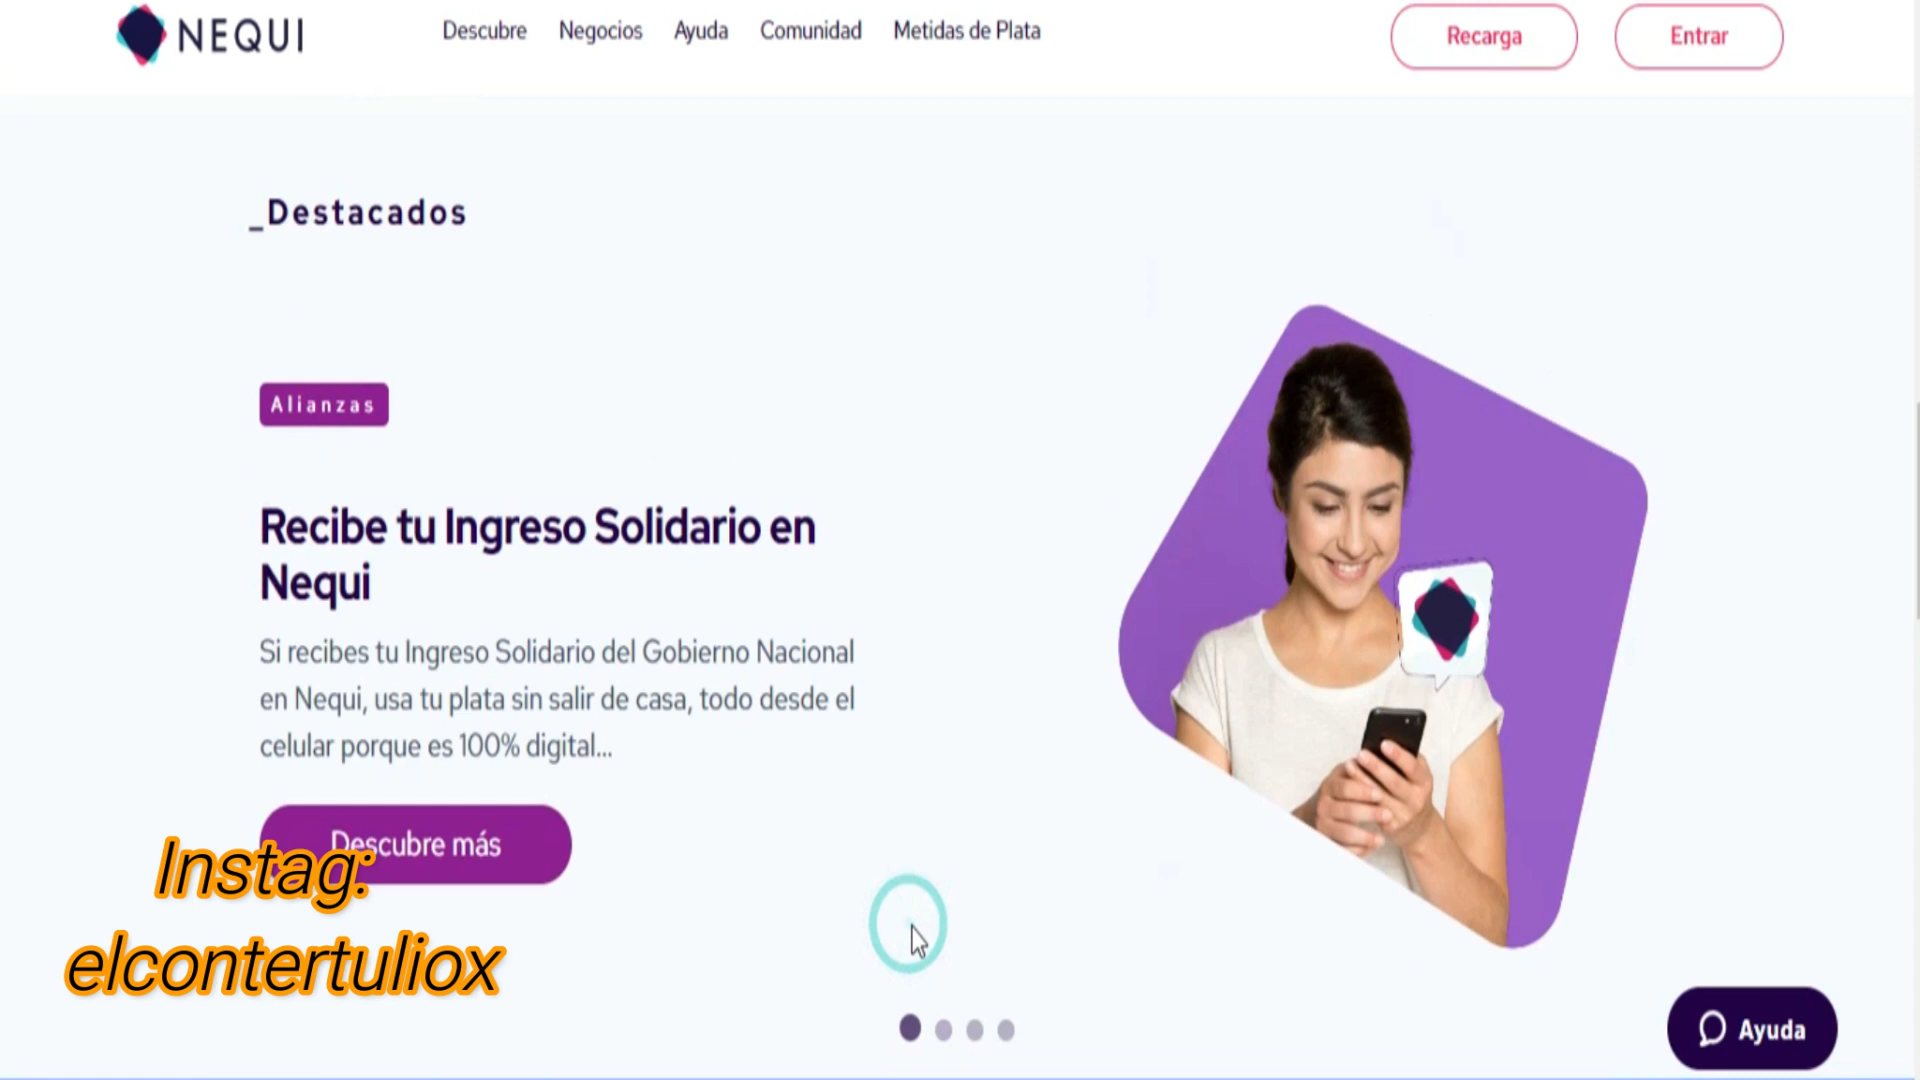 NEQUI
Descubre Negocios Ayuda Comunidad Metidas de Plata
Recarga
Entrar
_Destacados
Alianzas
Recibe tu Ingreso Solidario en
Nequi
Si recibes tu Ingreso Solidario del Gobierno Nacional
en Nequi, usa tu plata sin salir de casa, todo desde el
celular porque es 100% digital...
Descubre más
Instag:
elcontertuliox
Ayuda